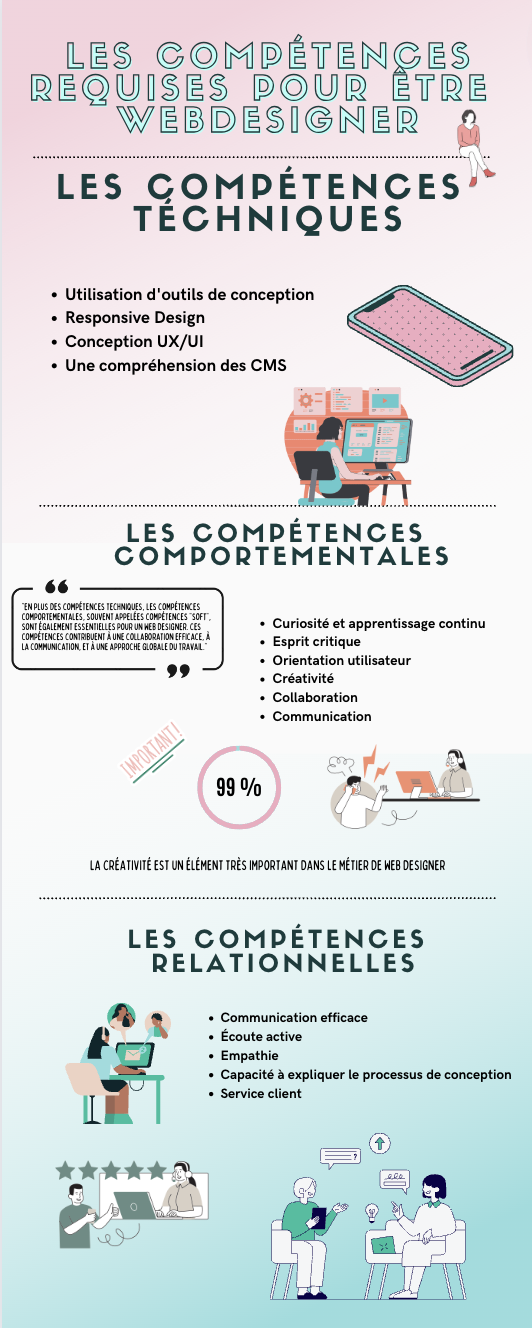 LES COMPÉTENCES
REQUISES POUR ÊTRE
WEBDESIGNER
LES COMPÉTENCES
TÉCHNIQUES
• Utilisation d'outils de conception
• Responsive Design
• Conception UX/UI
• Une compréhension des CMS
LES COMPÉTENCES
COMPORTEMENTALES
"EN PLUS DES COMPÉTENCES TECHNIQUES, LES COMPÉTENCES
COMPORTEMENTALES, SOUVENT APPELÉES COMPÉTENCES "SOFT",
SONT ÉGALEMENT ESSENTIELLES POUR UN WEB DESIGNER. CES
COMPÉTENCES CONTRIBUENT À UNE COLLABORATION EFFICACE, À
LA COMMUNICATION, ET À UNE APPROCHE GLOBALE DU TRAVAIL."
• Curiosité et apprentissage continu
• Esprit critique
• Orientation utilisateur
• Créativité
• Collaboration
• Communication
IMPORTANT!
99 %
LA CRÉATIVITÉ EST UN ÉLÉMENT TRÈS IMPORTANT DANS LE MÉTIER DE WEB DESIGNER
LES COMPÉTENCES
RELATIONNELLES
• Communication efficace
• Écoute active
• Empathie
• Capacité à expliquer le processus de conception
• Service client
?